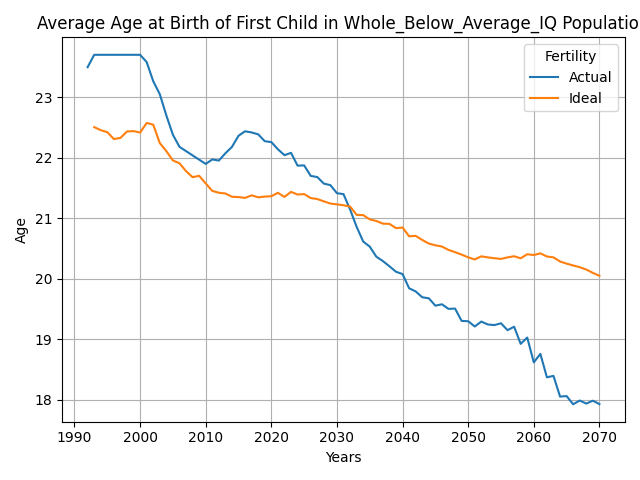 Average Age at Birth of First Child in Whole_Below_Average_IQ Populatio
Fertility
Actual
Ideal
Age
23
22
21
20
19
18
1990 2000 2010 2020 2030 2040 2050 2060 2070
Years